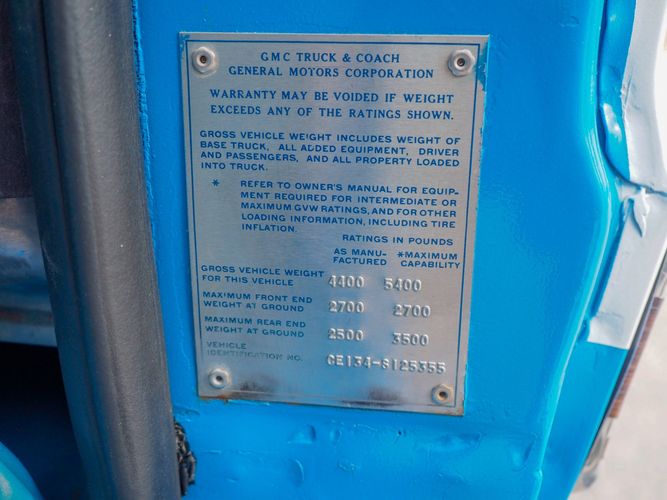 GMC TRUCK & COACH
GENERAL MOTORS CORPORATION
WARRANTY MAY BE VOIDED IF WEIGHT
EXCEEDS ANY OF THE RATINGS SHOWN.
GROSS VEHICLE WEIGHT INCLUDES WEIGHT OF
BASE TRUCK, ALL ADDED EQUIPMENT, DRIVER
AND PASSENGERS, AND ALL PROPERTY LOADED
INTO TRUCK.
* REFER TO OWNER'S MANUAL FOR EQUIP-
MENT REQUIRED FOR INTERMEDIATE OR
MAXIMUM GVW RATINGS, AND FOR OTHER
LOADING INFORMATION, INCLUDING TIRE
INFLATION.
RATINGS IN POUNDS
AS MANU- *MAXIMUM
FACTURED CAPABILITY
GROSS VEHICLE WEIGHT
FOR THIS VEHICLE 4400 5400
MAXIMUM FRONT END
WEIGHT AT GROUND 2700 2700
MAXIMUM REAR END
WEIGHT AT GROUND 2500 3500
VEHICLE
IDENTIFICATION NO. CE134-S125355